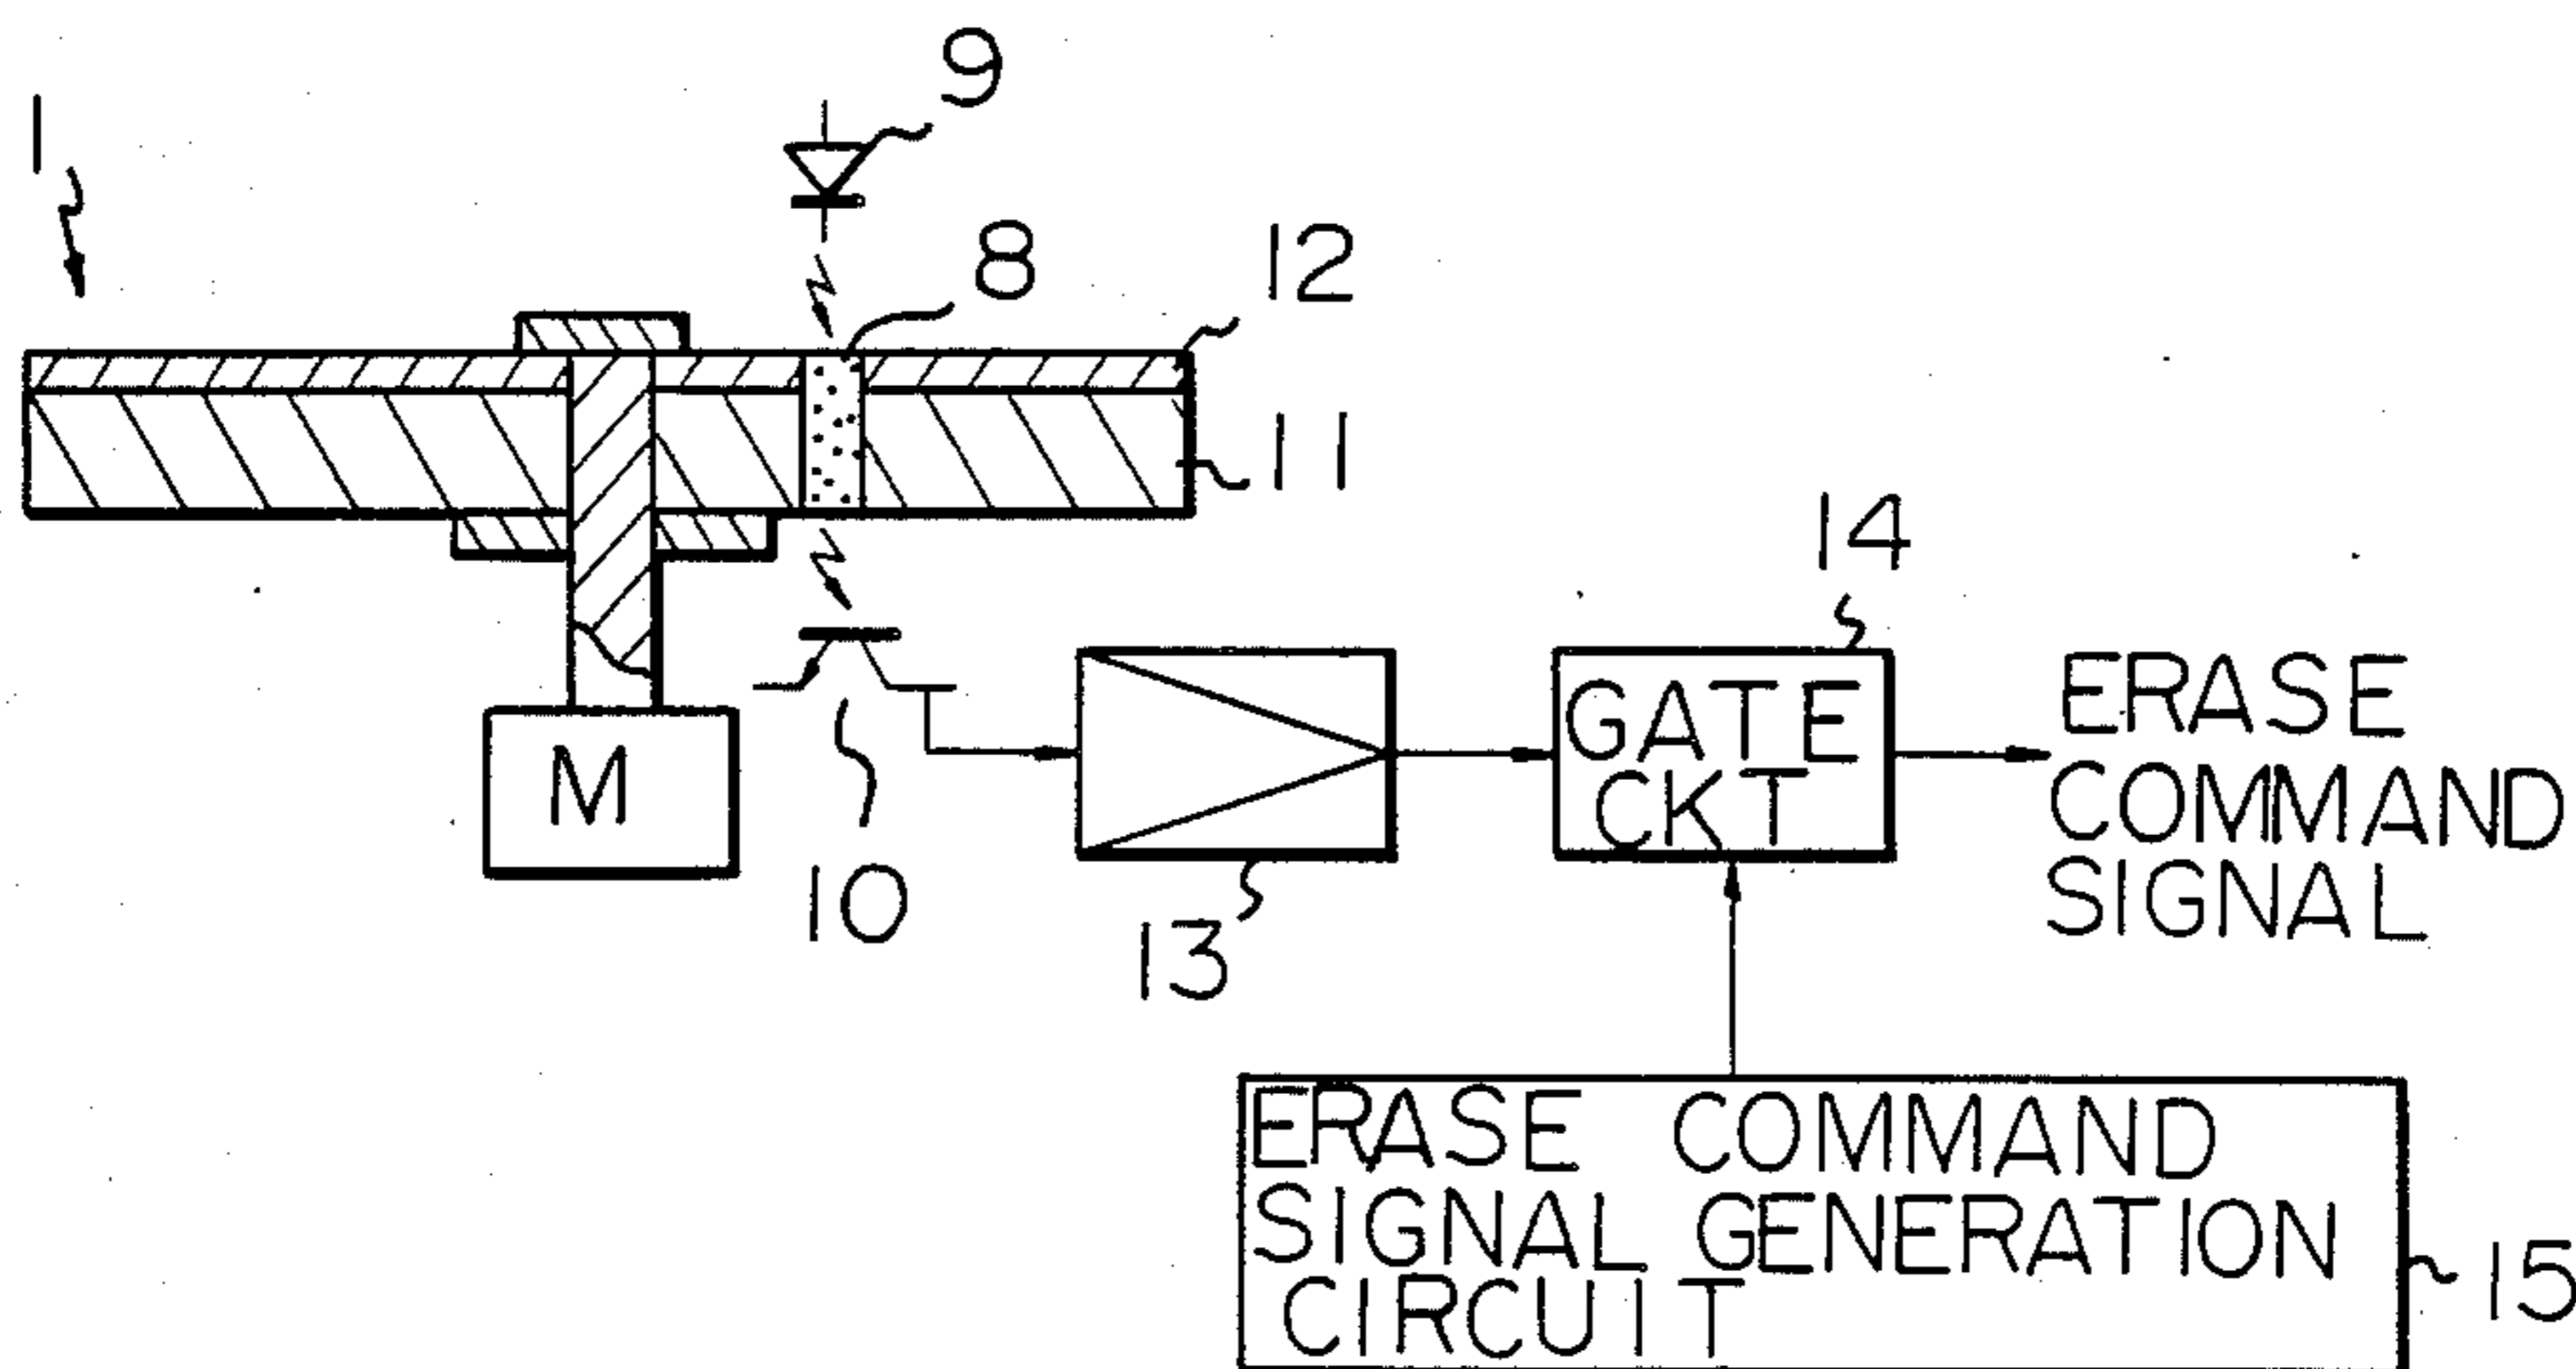 9
1
8
12
11
14
GATE
CKT
ERASE
COMMAND
SIGNAL
M
10
13
ERASE COMMAND
SIGNAL GENERATION
CIRCUIT
15